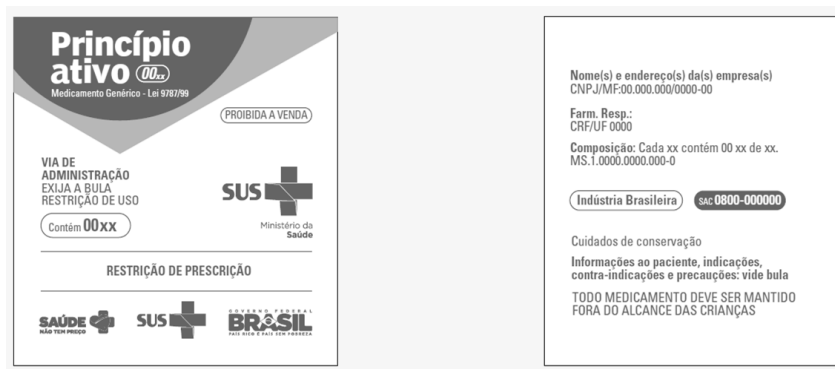 Princípio
ativo 00xx
Medicamento Genérico - Lei 9787/99
PROIBIDA A VENDA
VIA DE
ADMINISTRAÇÃO
EXIJA A BULA
RESTRIÇÃO DE USO
Contém 00xx
SUS
Ministério da
Saúde
RESTRIÇÃO DE PRESCRIÇÃO
SAÚDE
NÃO TEM PREÇO
SUS
GOVERNO FEDERAL
BRASIL
PAÍS RICO É PAÍS SEM POBREZA
Nome(s) e endereço(s) da(s) empresa(s)
CNPJ/MF:00.000.000/0000-00
Farm. Resp.:
CRF/UF 0000
Composição: Cada xx contém 00 xx de xx.
MS.1.0000.0000.000-0
Indústria Brasileira
SAC 0800-000000
Cuidados de conservação
Informações ao paciente, indicações,
contra-indicações e precauções: vide bula
TODO MEDICAMENTO DEVE SER MANTIDO
FORA DO ALCANCE DAS CRIANÇAS